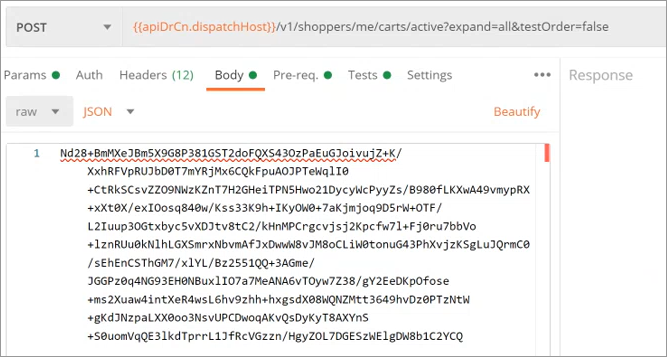 POST {{apiDrCn.dispatchHost}}/v1/shoppers/me/carts/active?expand=all&testOrder=false
Params Auth Headers (12) Body Pre-req. Tests Settings ••• Response
raw JSON Beautify
1 Nd28+BmMXeJBm5X9G8P381GST2doFQXS43OzPaEuGJoivujZ+K/
XxhRFVpRUJbD0T7mYRjMx6CQkFpuAOJPTeWqlI0
+CtRkSCsvZZO9NWzKZnT7H2GHeiTPN5Hwo21DycyWcPyyZs/B980fLKXwA49vmypRX
+xXt0X/exIOosq840w/Kss33K9h+IKyOW0+7aKjmjoq9D5rW+OTF/
L2Iuup3OGtxbyc5vXDJtv8tC2/kHnMPCrgcvjsj2Kpcfw7l+Fj0ru7bbVo
+lznRUu0kNlhLGXSmrxNbvmAfJxDwwW8vJM8oCLiW0tonuG43PhXvjzKSgLuJQrmC0
/sEhEnCSThGM7/xlYL/Bz2551QQ+3AGme/
JGGPz0q4NG93EH0NBuxlIO7a7MeANA6vTOyw7Z38/gY2EeDKpOfose
+ms2Xuaw4intXeR4wsL6hv9zhh+hxgsdX08WQNZMtt3649hvDz0PTzNtW
+gKdJNzpaLXX0oo3NsvUPCDwoqAKvQsDyKyT8AXYnS
+S0uomVqQE3lkdTprrL1JfRcVGzzn/HgyZOL7DGESzWElgDW8b1C2YCQ